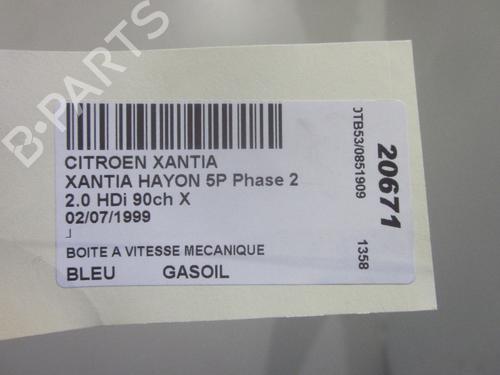 CITROEN XANTIA
XANTIA HAYON 5P Phase 2
2.0 HDi 90ch X
02/07/1999
BOITE A VITESSE MECANIQUE
BLEU GASOIL
0TB53/0851909
1358
20671
B-PARTS